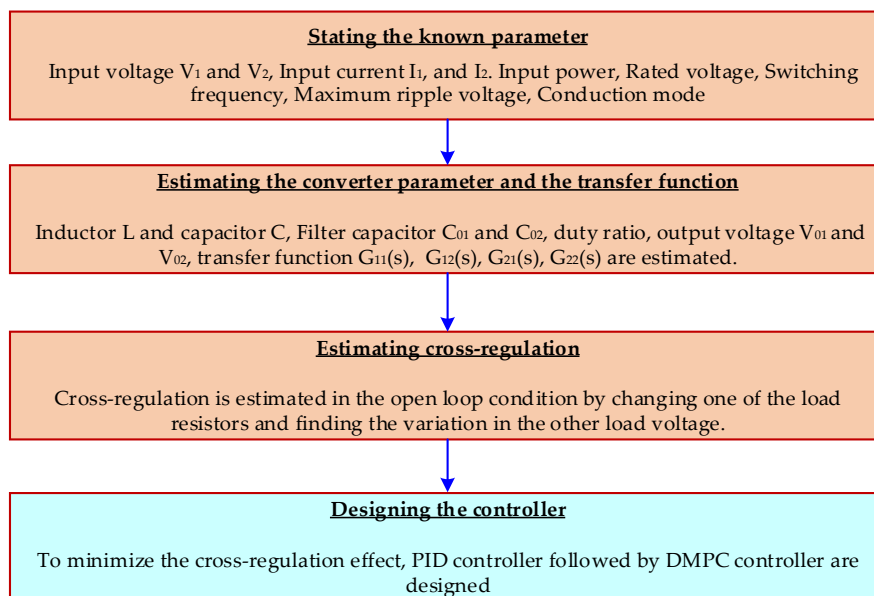 Stating the known parameter
Input voltage V₁ and V₂, Input current I₁, and I₂. Input power, Rated voltage, Switching
frequency, Maximum ripple voltage, Conduction mode
Estimating the converter parameter and the transfer function
Inductor L and capacitor C, Filter capacitor C₀₁ and C₀₂, duty ratio, output voltage V₀₁ and
V₀₂, transfer function G₁₁(s), G₁₂(s), G₂₁(s), G₂₂(s) are estimated.
Estimating cross-regulation
Cross-regulation is estimated in the open loop condition by changing one of the load
resistors and finding the variation in the other load voltage.
Designing the controller
To minimize the cross-regulation effect, PID controller followed by DMPC controller are
designed